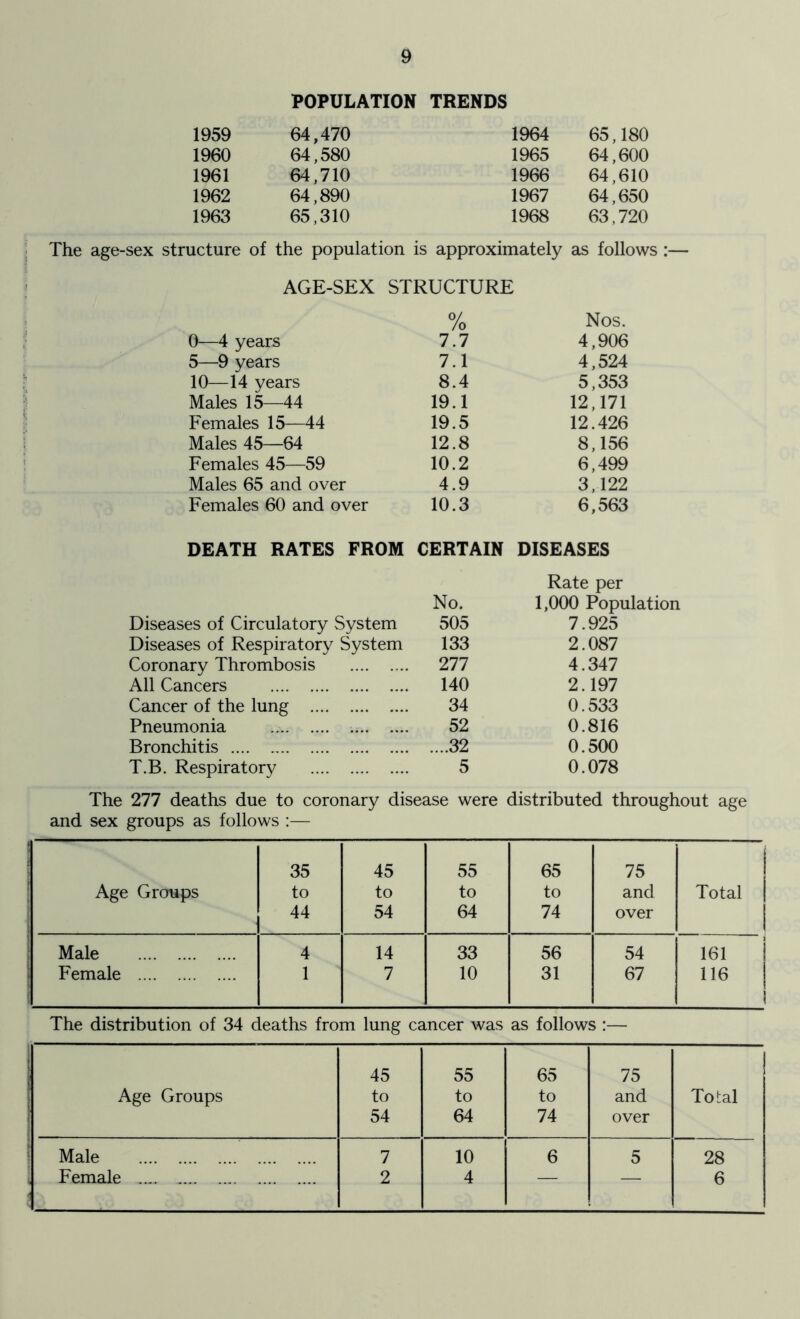 9
POPULATION TRENDS
1959 64,470 1964 65,180
1960 64,580 1965 64,600
1961 64,710 1966 64,610
1962 64,890 1967 64,650
1963 65,310 1968 63,720
The age-sex structure of the population is approximately as follows :—
AGE-SEX STRUCTURE
% Nos.
0—4 years 7.7 4,906
5—9 years 7.1 4,524
10—14 years 8.4 5,353
Males 15—44 19.1 12,171
Females 15—44 19.5 12.426
Males 45—64 12.8 8,156
Females 45—59 10.2 6,499
Males 65 and over 4.9 3,122
Females 60 and over 10.3 6,563
DEATH RATES FROM CERTAIN DISEASES
Rate per
No. 1,000 Population
Diseases of Circulatory System 505 7.925
Diseases of Respiratory System 133 2.087
Coronary Thrombosis .... .... 277 4.347
All Cancers .... .... .... .... 140 2.197
Cancer of the lung .... .... .... 34 0.533
Pneumonia .... .... .... .... 52 0.816
Bronchitis .... .... .... .... .... ....32 0.500
T.B. Respiratory .... .... .... 5 0.078
The 277 deaths due to coronary disease were distributed throughout age
and sex groups as follows :—
35 45 55 65 75
Age Groups to to to to and Total
44 54 64 74 over
Male .... .... .... 4 14 33 56 54 161
Female .... .... .... 1 7 10 31 67 116
The distribution of 34 deaths from lung cancer was as follows :—
45 55 65 75
Age Groups to to to and Total
54 64 74 over
Male .... .... .... .... .... 7 10 6 5 28
Female .... .... .... .... .... 2 4 — — 6